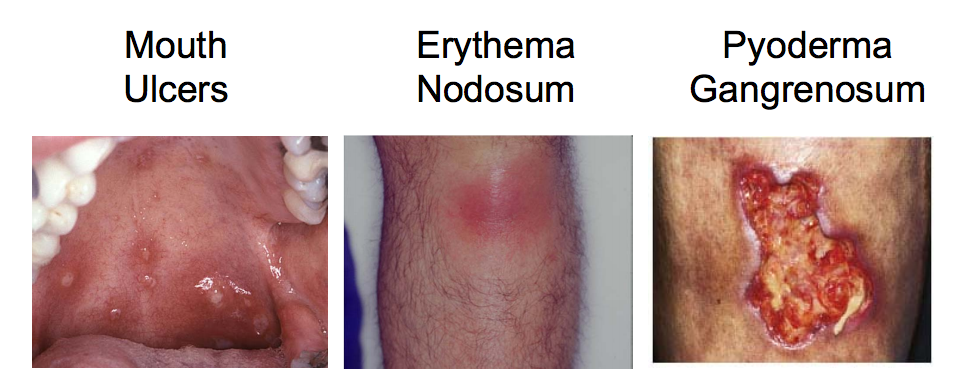 Mouth
Ulcers
Erythema
Nodosum
Pyoderma
Gangrenosum